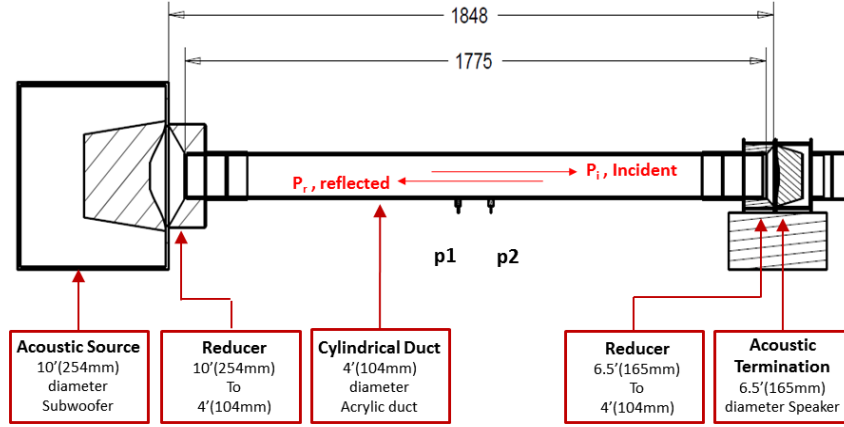 1848
1775
Pi , Incident
Pr , reflected
p1
p2
Acoustic Source
10'(254mm)
diameter
Subwoofer
Reducer
10'(254mm)
To
4'(104mm)
Cylindrical Duct
4'(104mm)
diameter
Acrylic duct
Reducer
6.5'(165mm)
To
4'(104mm)
Acoustic
Termination
6.5'(165mm)
diameter Speaker